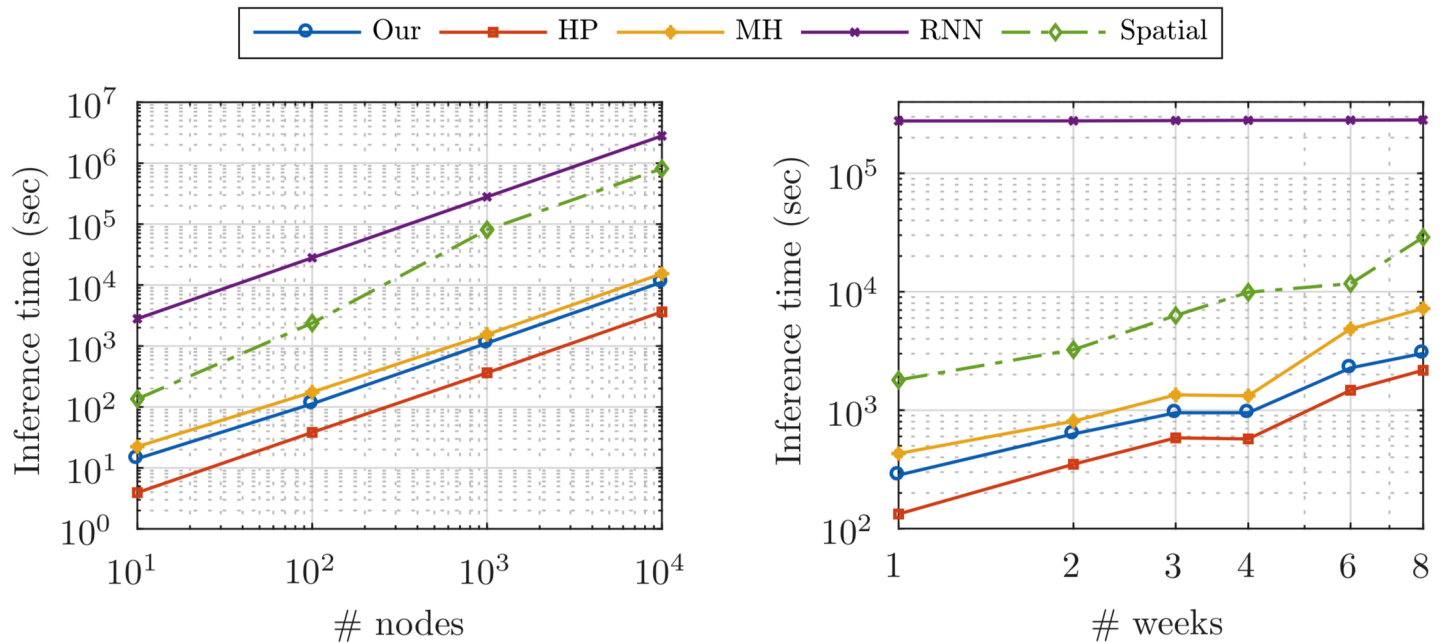 Our HP MH RNN Spatial
Inference time (sec)
10^7
10^6
10^5
10^4
10^3
10^2
10^1
10^0
10^1 10^2 10^3 10^4
# nodes
Inference time (sec)
10^5
10^4
10^3
10^2
1 2 3 4 6 8
# weeks